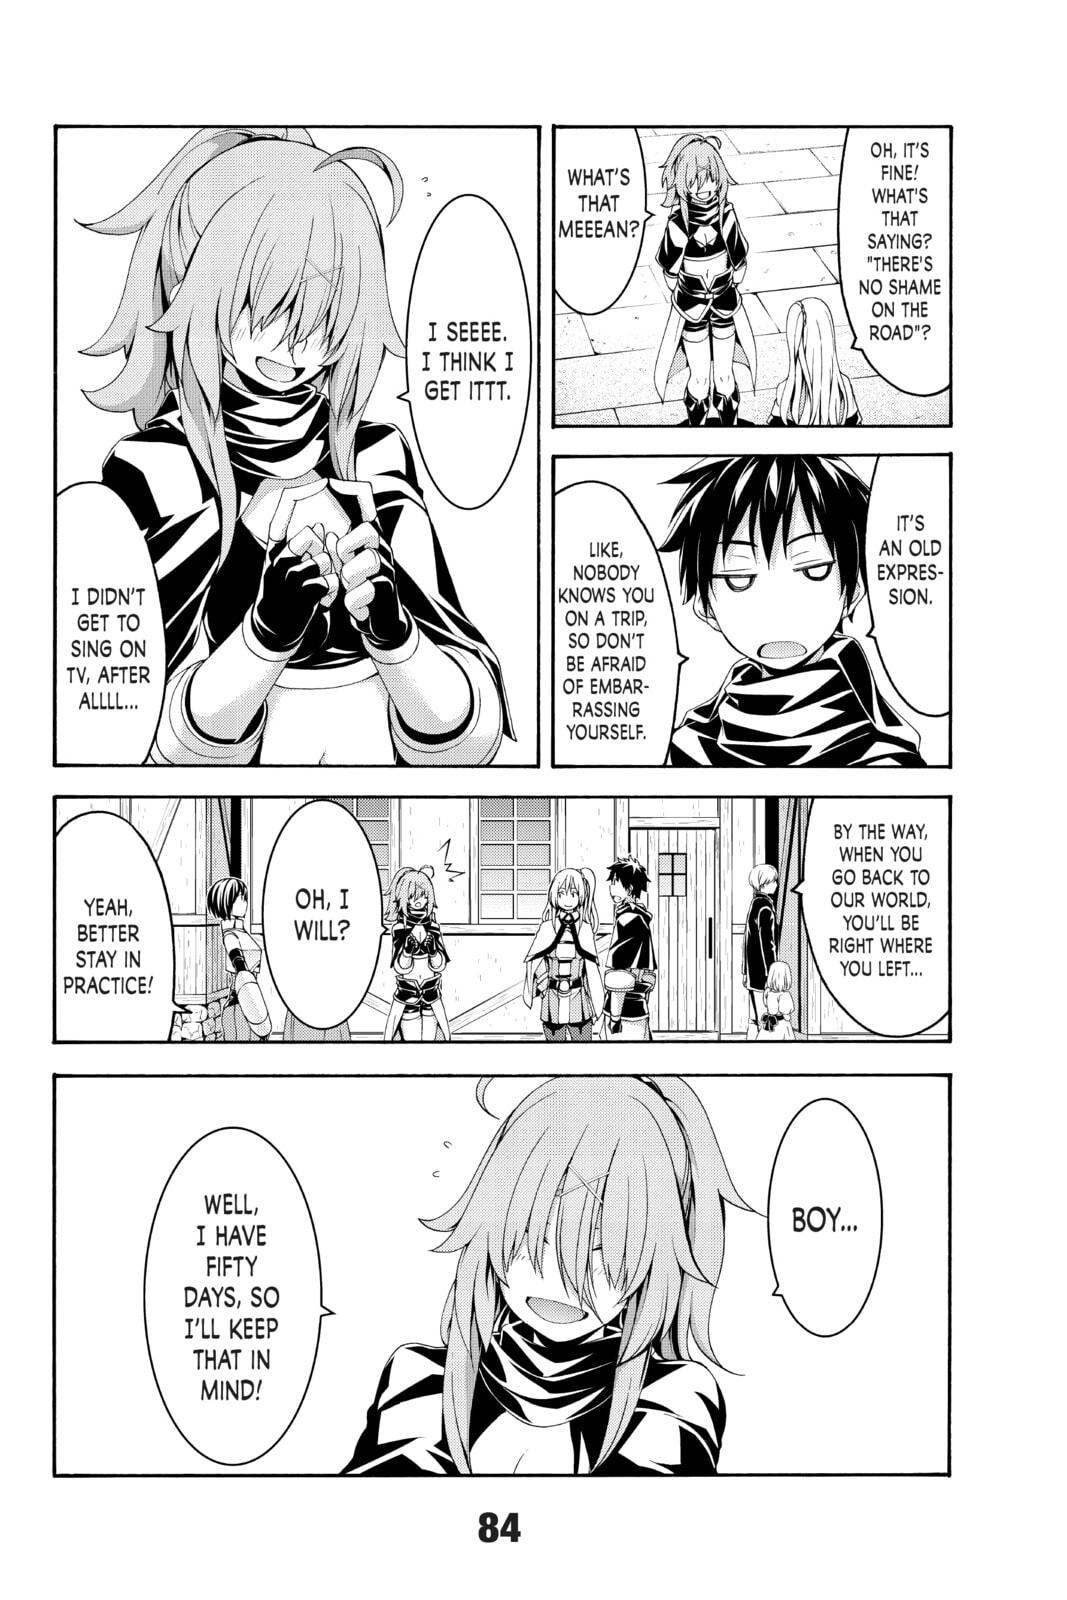 OH, IT'S
FINE!
WHAT'S
THAT
SAYING?
"THERE'S
NO SHAME
ON THE
ROAD"?
WHAT'S
THAT
MEEEAN?
IT'S
AN OLD
EXPRES-
SION.
LIKE,
NOBODY
KNOWS YOU
ON A TRIP,
SO DON'T
BE AFRAID
OF EMBAR-
RASSING
YOURSELF.
I SEEEE.
I THINK I
GET ITTT.
I DIDN'T
GET TO
SING ON
TV, AFTER
ALLLL...
BY THE WAY,
WHEN YOU
GO BACK TO
OUR WORLD,
YOU'LL BE
RIGHT WHERE
YOU LEFT...
OH, I
WILL?
YEAH,
BETTER
STAY IN
PRACTICE!
BOY...
WELL,
I HAVE
FIFTY
DAYS, SO
I'LL KEEP
THAT IN
MIND!
84